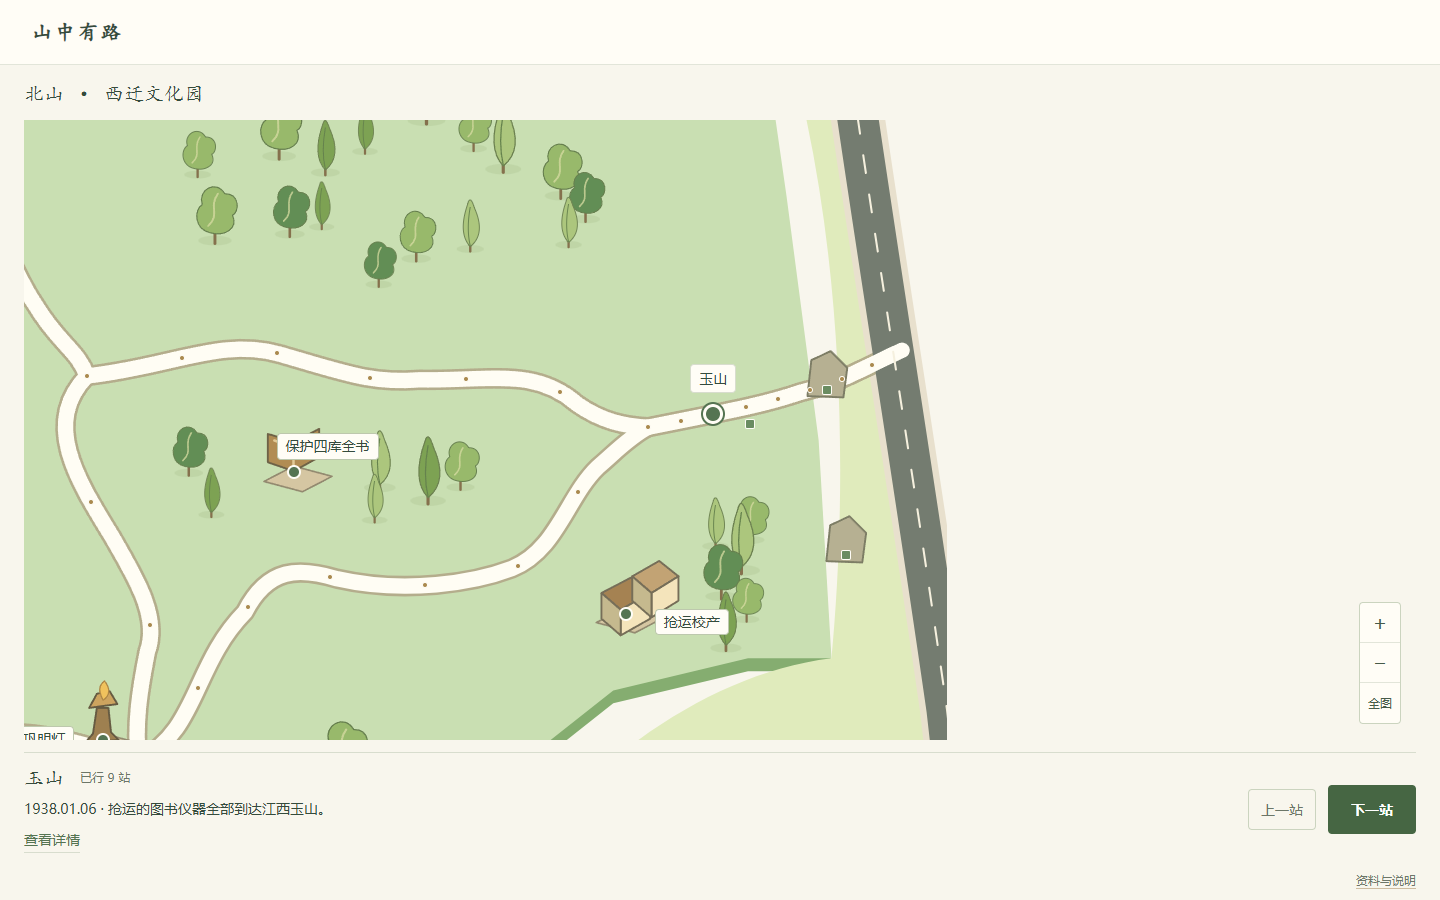 山中有路
北山 • 西迁文化园
玉山
保护四库全书
抢运校产
+
−
全图
玉山 已行 9 站
1938.01.06 · 抢运的图书仪器全部到达江西玉山。
上一站 下一站
查看详情
资料与说明